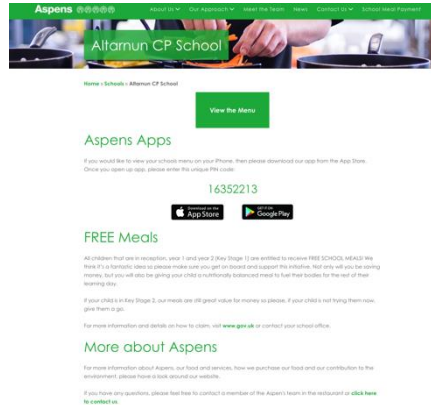 Aspens
About Us Our Approach Meet the Team News Contact Us School Meal Payment
Altarnun CP School
Home » Schools » Altarnun CP School
View the Menu
Aspens Apps
If you would like to view your schools menu on your iPhone, then please download our app from the App Store.
Once you open up app, please enter this unique PIN code:
16352213
Download on the
App Store
GET IT ON
Google Play
FREE Meals
All children that are in reception, year 1 and year 2 (Key Stage 1) are entitled to receive FREE SCHOOL MEALS! We
think it's a fantastic idea so please make sure you get on board and support this initiative. Not only will you be saving
money, but you will also be giving your child a nutritionally balanced meal to fuel their bodies for the rest of their
learning day.
If your child is in Key Stage 2, our meals are still great value for money so please, if your child is not trying them now,
give them a go.
For more information and details on how to claim, visit www.gov.uk or contact your school office.
More about Aspens
For more information about Aspens, our food and services, how we purchase our food and our contribution to the
environment, please have a look around our website.
If you have any questions, please feel free to contact a member of the Aspen's team in the restaurant or click here
to contact us.